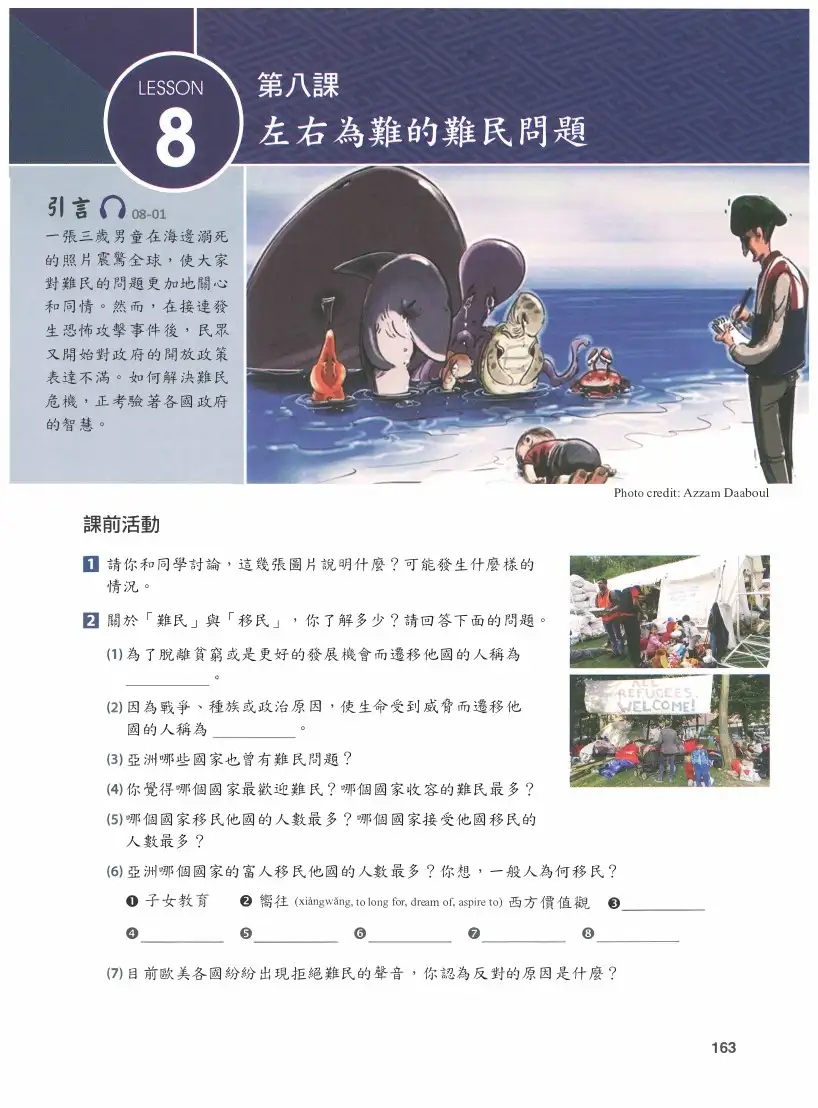 LESSON
8
第八課
左右為難的難民問題
引言 08-01
一張三歲男童在海邊溺死
的照片震驚全球，使大家
對難民的問題更加地關心
和同情。然而，在接連發
生恐怖攻擊事件後，民眾
又開始對政府的開放政策
表達不滿。如何解決難民
危機，正考驗著各國政府
的智慧。
Photo credit: Azzam Daaboul
課前活動
1 請你和同學討論，這幾張圖片說明什麼？可能發生什麼樣的
情況。
2 關於「難民」與「移民」，你了解多少？請回答下面的問題。
(1) 為了脫離貧窮或是更好的發展機會而遷移他國的人稱為
__________。
(2) 因為戰爭、種族或政治原因，使生命受到威脅而遷移他
國的人稱為 __________。
(3) 亞洲哪些國家也曾有難民問題？
(4) 你覺得哪個國家最歡迎難民？哪個國家收容的難民最多？
(5) 哪個國家移民他國的人數最多？哪個國家接受他國移民的
人數最多？
(6) 亞洲哪個國家的富人移民他國的人數最多？你想，一般人為何移民？
❶ 子女教育 ❷ 嚮往 (xiàngwǎng, to long for, dream of, aspire to) 西方價值觀 ❸__________
❹__________ ❺__________ ❻__________ ❼__________ ❽__________
(7) 目前歐美各國紛紛出現拒絕難民的聲音，你認為反對的原因是什麼？
ALL
REFUGEES
WELCOME!
163